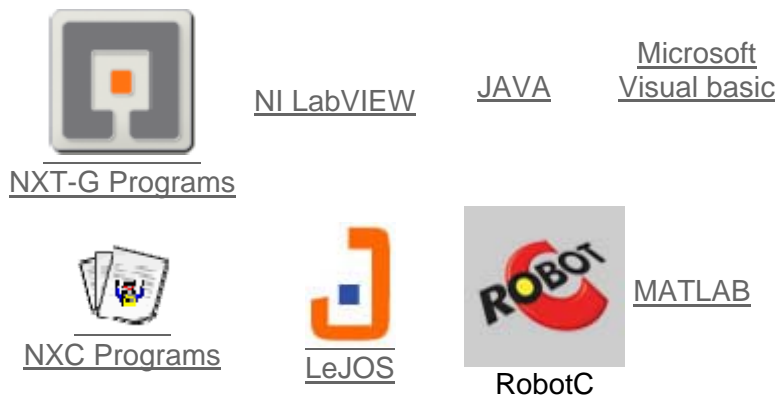 NI LabVIEW
JAVA
Microsoft
Visual basic
NXT-G Programs
ROBOT
MATLAB
NXC Programs
LeJOS
RobotC